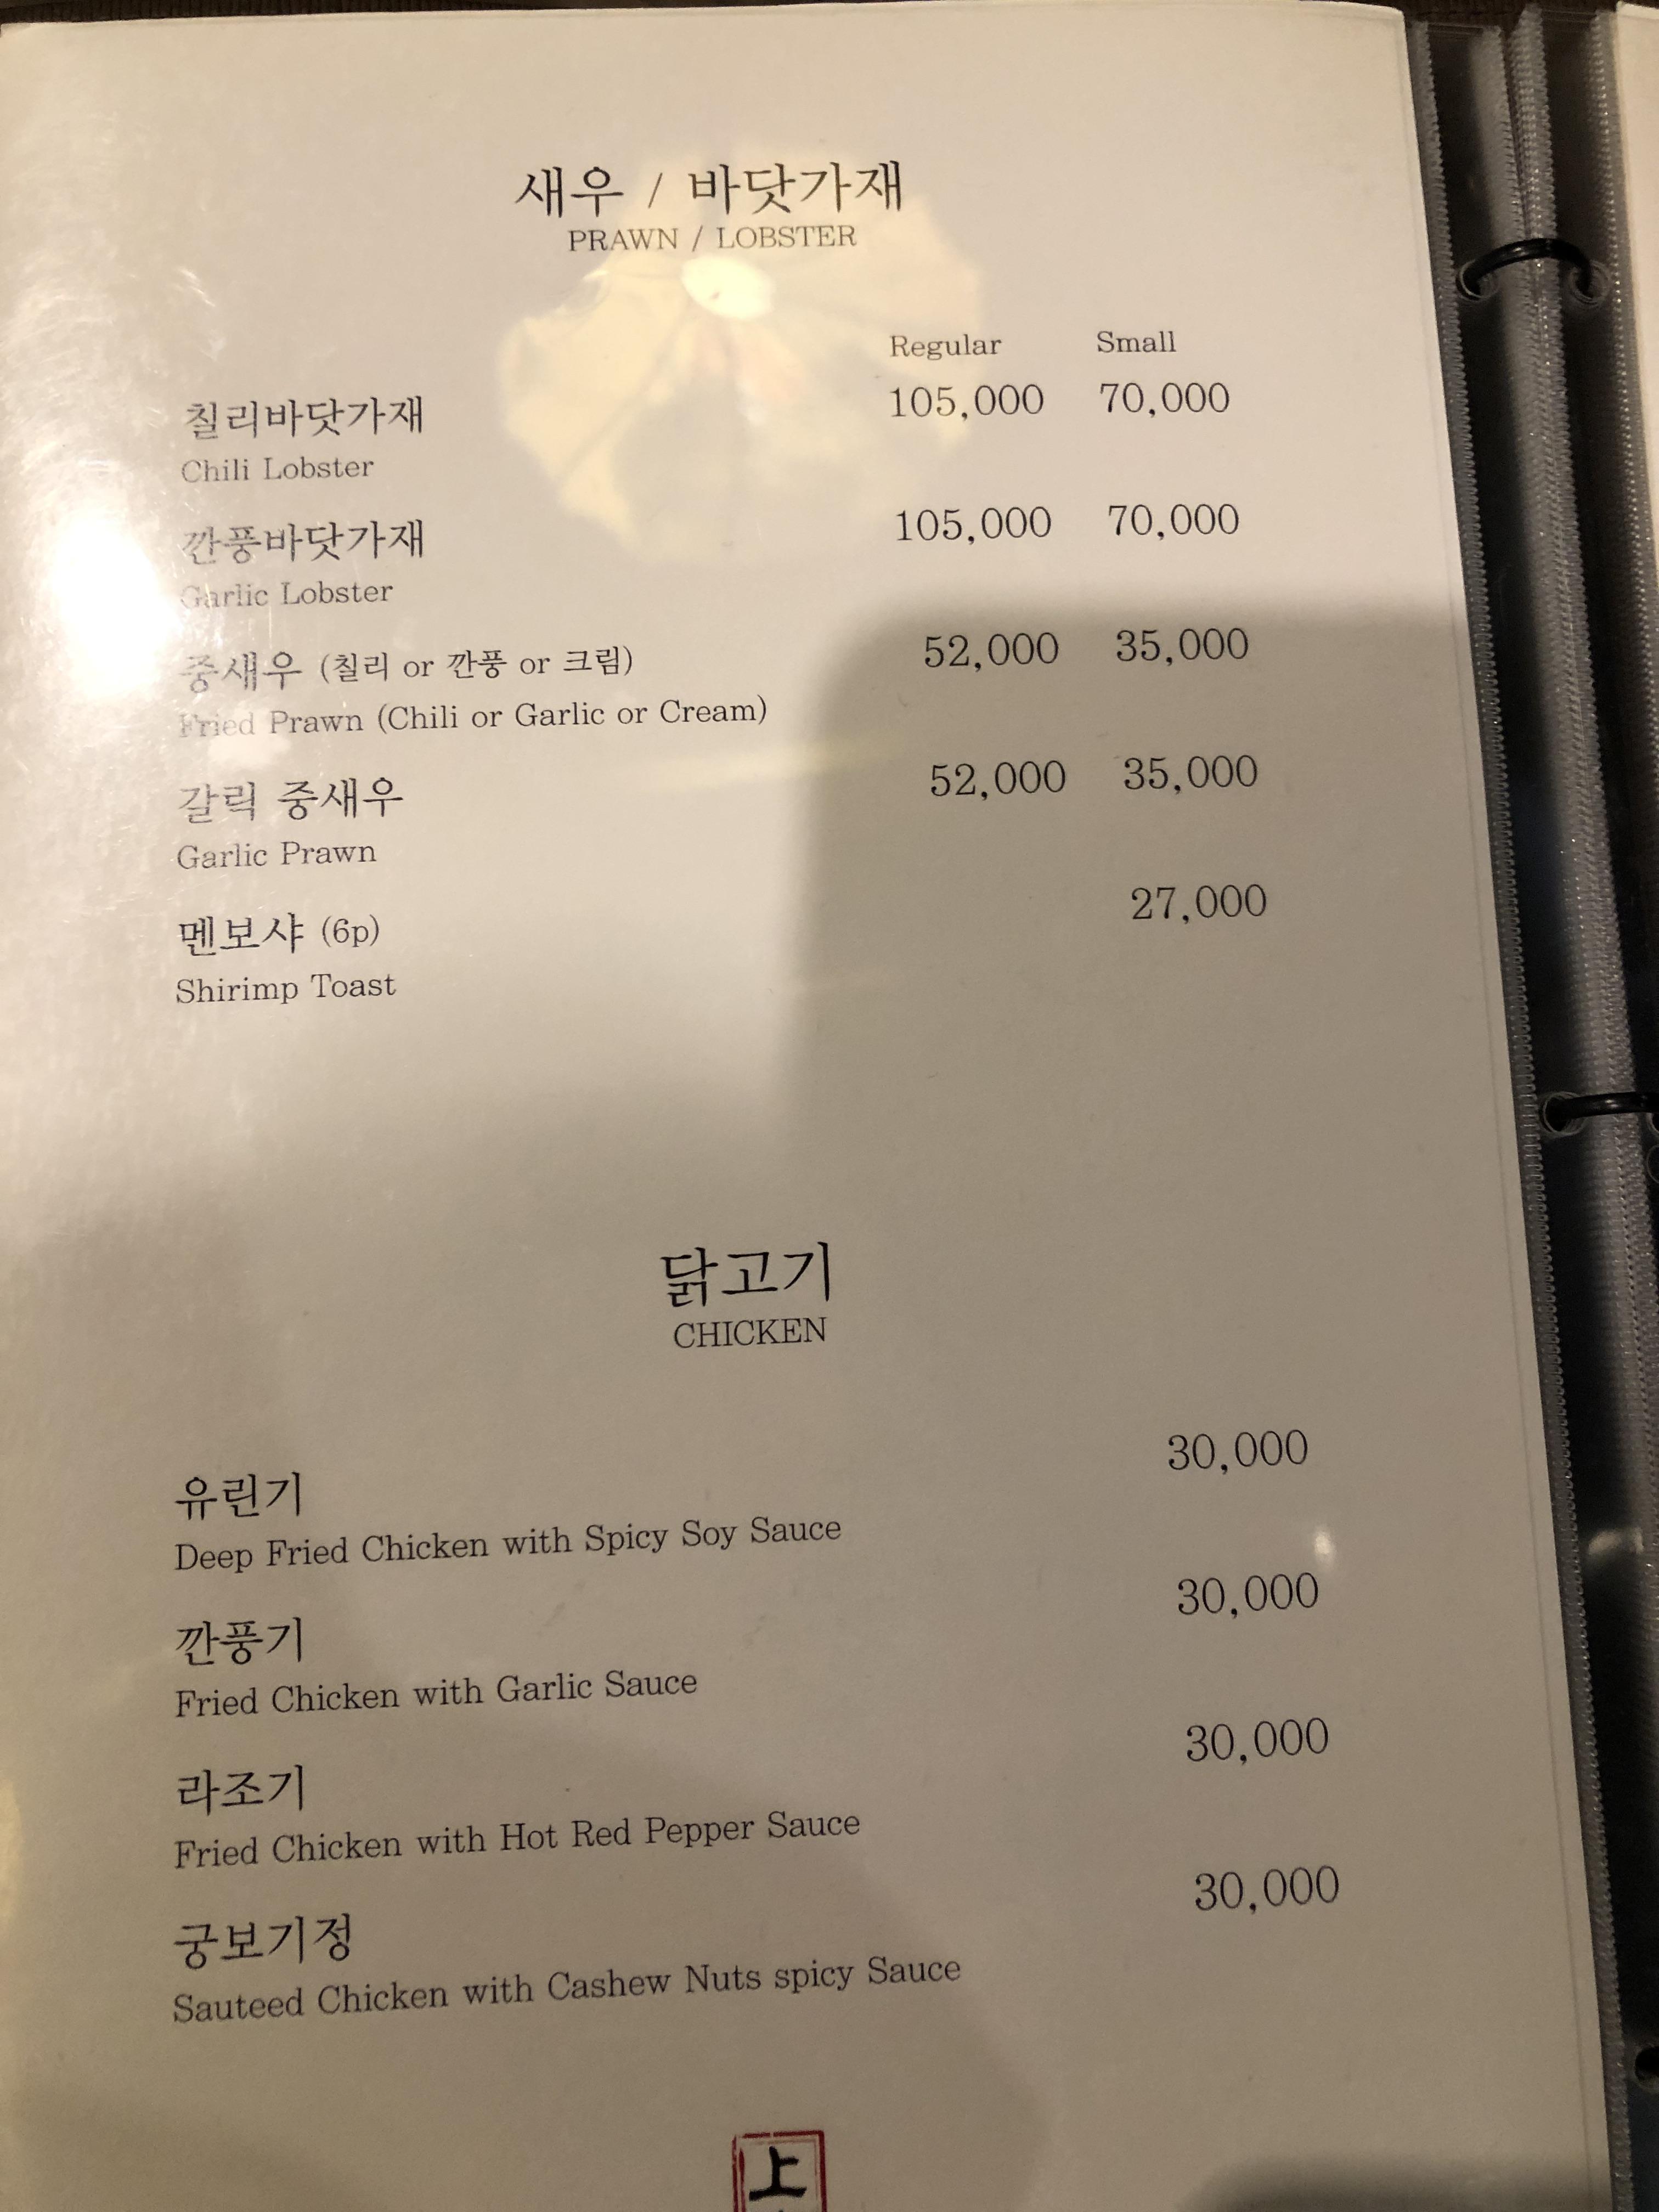 새우 / 바닷가재
PRAWN / LOBSTER
Regular Small
칠리바닷가재 105,000 70,000
Chili Lobster
깐풍바닷가재 105,000 70,000
Garlic Lobster
중새우 (칠리 or 깐풍 or 크림) 52,000 35,000
Fried Prawn (Chili or Garlic or Cream)
갈릭 중새우 52,000 35,000
Garlic Prawn
멘보샤 (6p) 27,000
Shirimp Toast
닭고기
CHICKEN
유린기 30,000
Deep Fried Chicken with Spicy Soy Sauce
깐풍기 30,000
Fried Chicken with Garlic Sauce
라조기 30,000
Fried Chicken with Hot Red Pepper Sauce
궁보기정 30,000
Sauteed Chicken with Cashew Nuts spicy Sauce
上